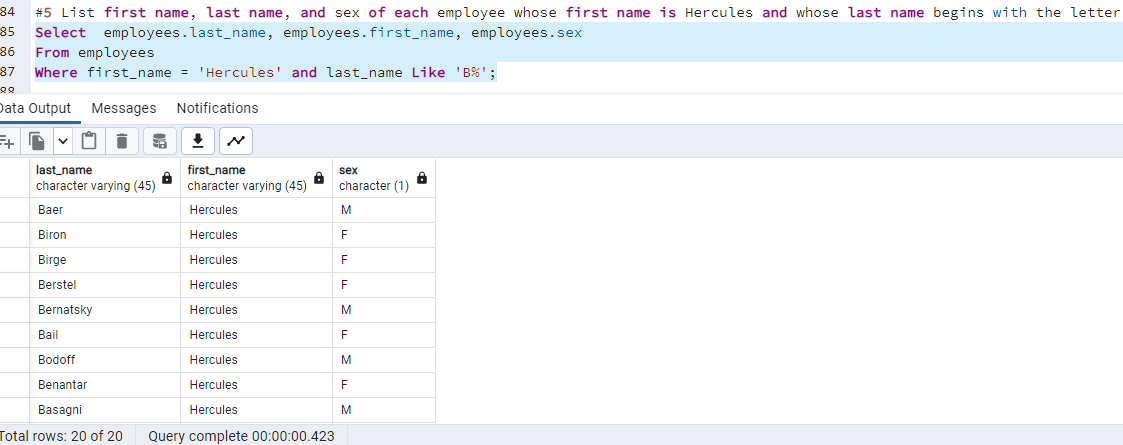 84 #5 List first name, last name, and sex of each employee whose first name is Hercules and whose last name begins with the letter
85 Select  employees.last_name, employees.first_name, employees.sex
86 From employees
87 Where first_name = 'Hercules' and last_name Like 'B%';
88
Data Output Messages Notifications
last_name first_name sex
character varying (45) character varying (45) character (1)
Baer Hercules M
Biron Hercules F
Birge Hercules F
Berstel Hercules F
Bernatsky Hercules M
Bail Hercules F
Bodoff Hercules M
Benantar Hercules F
Basagni Hercules M
Total rows: 20 of 20 Query complete 00:00:00.423